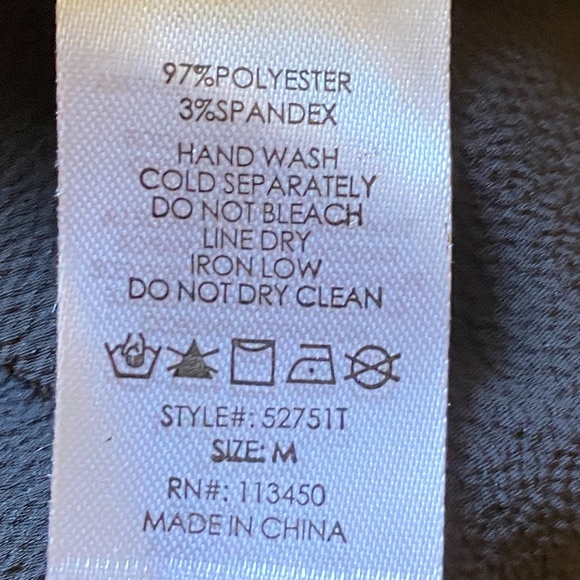 97%POLYESTER
3%SPANDEX
HAND WASH
COLD SEPARATELY
DO NOT BLEACH
LINE DRY
IRON LOW
DO NOT DRY CLEAN
STYLE#: 52751T
SIZE: M
RN#: 113450
MADE IN CHINA